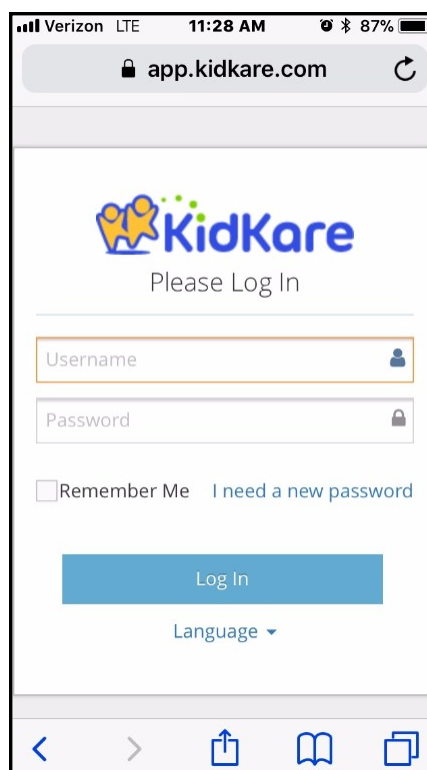 Verizon LTE 11:28 AM 87%
app.kidkare.com
KidKare
Please Log In
Username
Password
Remember Me I need a new password
Log In
Language